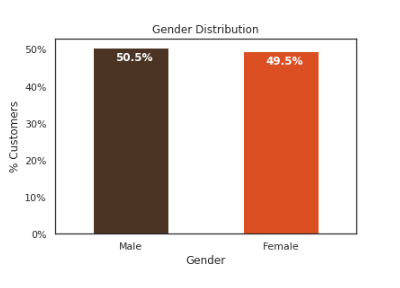 Gender Distribution
50%
40%
30%
20%
10%
0%
% Customers
50.5%
49.5%
Male
Female
Gender